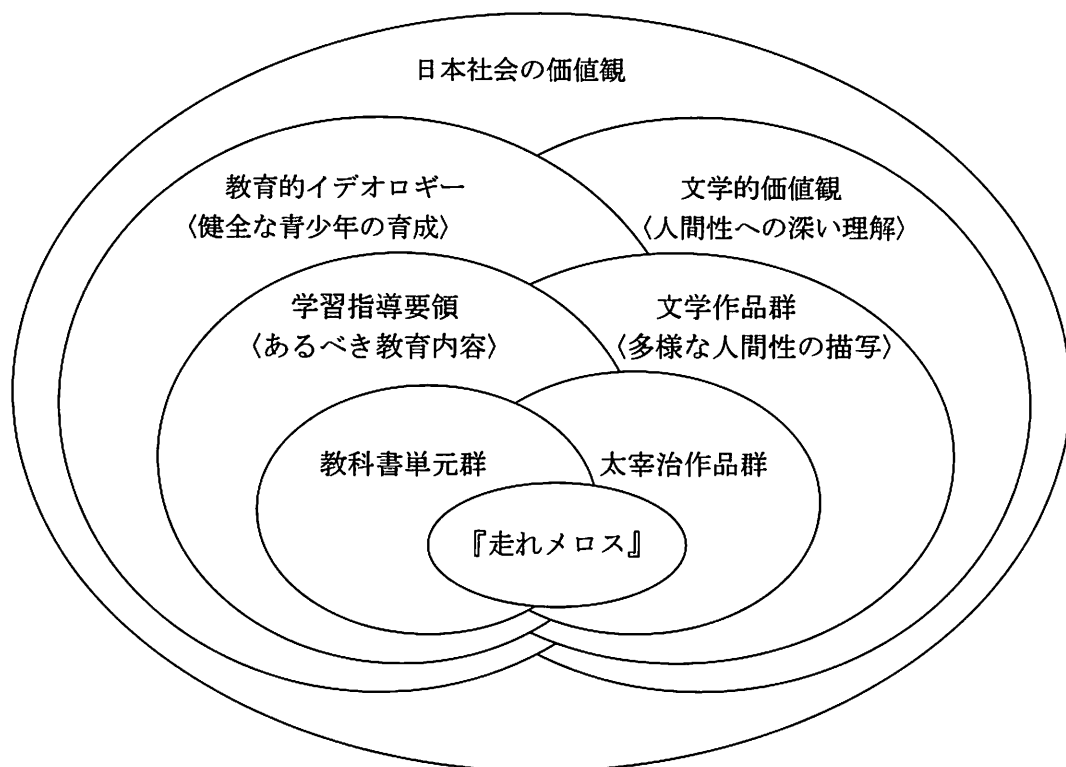 日本社会の価値観
教育的イデオロギー
〈健全な青少年の育成〉
文学的価値観
〈人間性への深い理解〉
学習指導要領
〈あるべき教育内容〉
文学作品群
〈多様な人間性の描写〉
教科書単元群
太宰治作品群
『走れメロス』